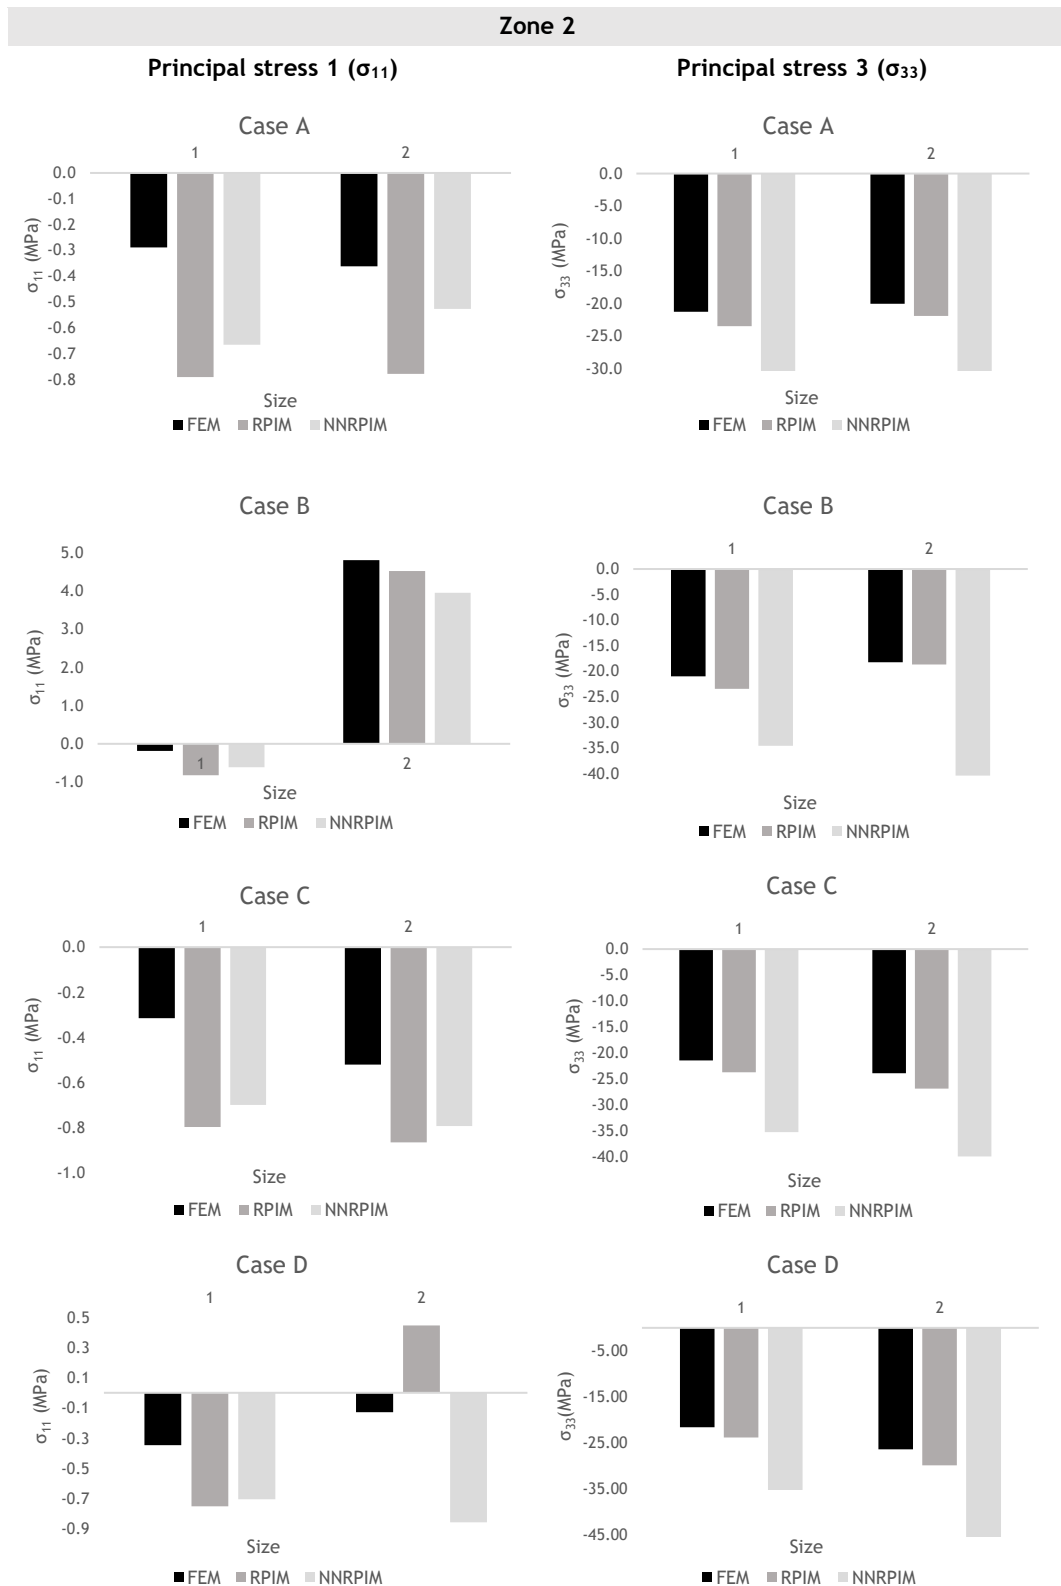 Zone 2
Principal stress 1 (σ11)
Principal stress 3 (σ33)
Case A
1
2
0.0
-0.1
-0.2
-0.3
-0.4
-0.5
-0.6
-0.7
-0.8
σ11 (MPa)
Size
FEM RPIM NNRPIM
Case A
1
2
0.0
-5.0
-10.0
-15.0
-20.0
-25.0
-30.0
σ33 (MPa)
Size
FEM RPIM NNRPIM
Case B
5.0
4.0
3.0
2.0
1.0
0.0
-1.0
σ11 (MPa)
1
2
Size
FEM RPIM NNRPIM
Case B
1
2
0.0
-5.0
-10.0
-15.0
-20.0
-25.0
-30.0
-35.0
-40.0
σ33 (MPa)
Size
FEM RPIM NNRPIM
Case C
1
2
0.0
-0.2
-0.4
-0.6
-0.8
-1.0
σ11 (MPa)
Size
FEM RPIM NNRPIM
Case C
1
2
0.0
-5.0
-10.0
-15.0
-20.0
-25.0
-30.0
-35.0
-40.0
σ33 (MPa)
Size
FEM RPIM NNRPIM
Case D
1
2
0.5
0.3
0.1
-0.1
-0.3
-0.5
-0.7
-0.9
σ11 (MPa)
Size
FEM RPIM NNRPIM
Case D
1
2
-5.00
-15.00
-25.00
-35.00
-45.00
σ33(MPa)
Size
FEM RPIM NNRPIM